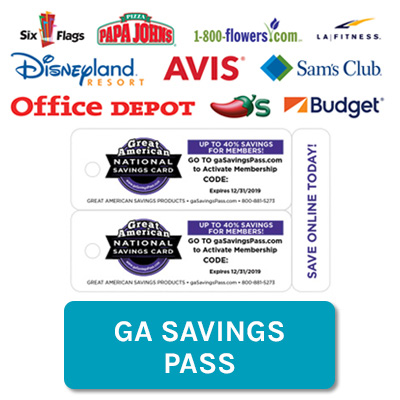 Six Flags
PIZZA
PAPA JOHNS
1-800-flowers.com
LA|FITNESS.
Disneyland
RESORT
AVIS
Sam's Club
Office DEPOT
's
Budget
Great
American
NATIONAL
SAVINGS CARD
UP TO 40% SAVINGS
FOR MEMBERS!
GO TO gaSavingsPass.com
to Activate Membership
CODE:
Expires 12/31/2019
GREAT AMERICAN SAVINGS PRODUCTS • gaSavingsPass.com • 800-881-5273
Great
American
NATIONAL
SAVINGS CARD
UP TO 40% SAVINGS
FOR MEMBERS!
GO TO gaSavingsPass.com
to Activate Membership
CODE:
Expires 12/31/2019
GREAT AMERICAN SAVINGS PRODUCTS • gaSavingsPass.com • 800-881-5273
SAVE ONLINE TODAY!
GA SAVINGS
PASS